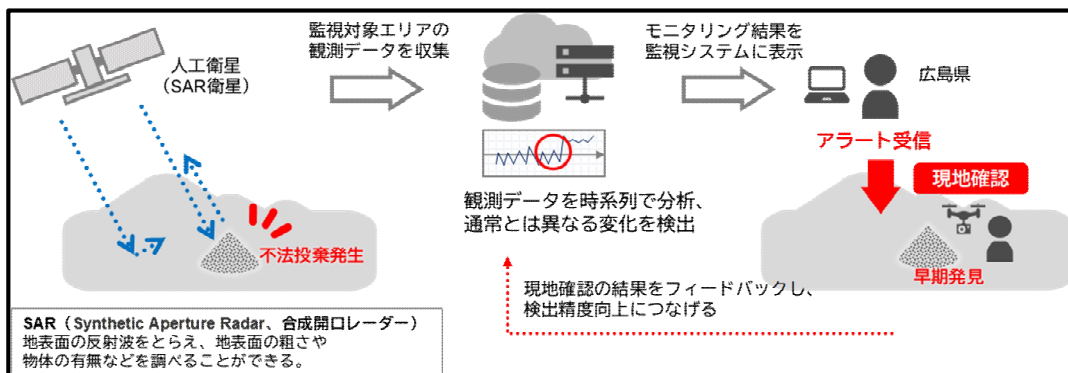 人工衛星
（SAR衛星）
監視対象エリアの
観測データを収集
モニタリング結果を
監視システムに表示
広島県
アラート受信
現地確認
不法投棄発生
観測データを時系列で分析、
通常とは異なる変化を検出
早期発見
現地確認の結果をフィードバックし、
検出精度向上につなげる
SAR（Synthetic Aperture Radar、合成開口レーダー）
地表面の反射波をとらえ、地表面の粗さや
物体の有無などを調べることができる。